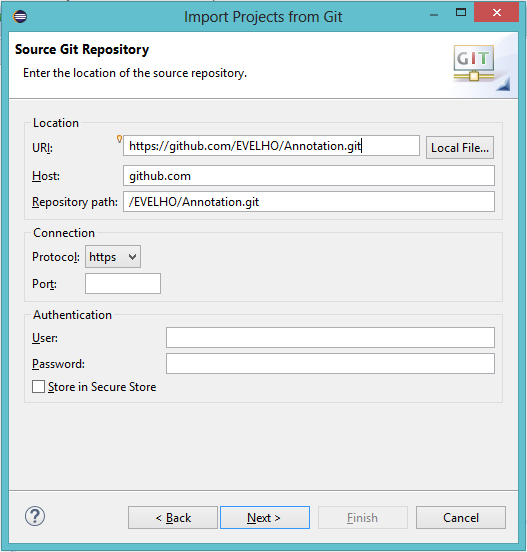 Import Projects from Git
Source Git Repository
Enter the location of the source repository.
GIT
Location
URI: https://github.com/EVELHO/Annotation.git Local File...
Host: github.com
Repository path: /EVELHO/Annotation.git
Connection
Protocol: https
Port:
Authentication
User:
Password:
Store in Secure Store
? < Back Next > Finish Cancel